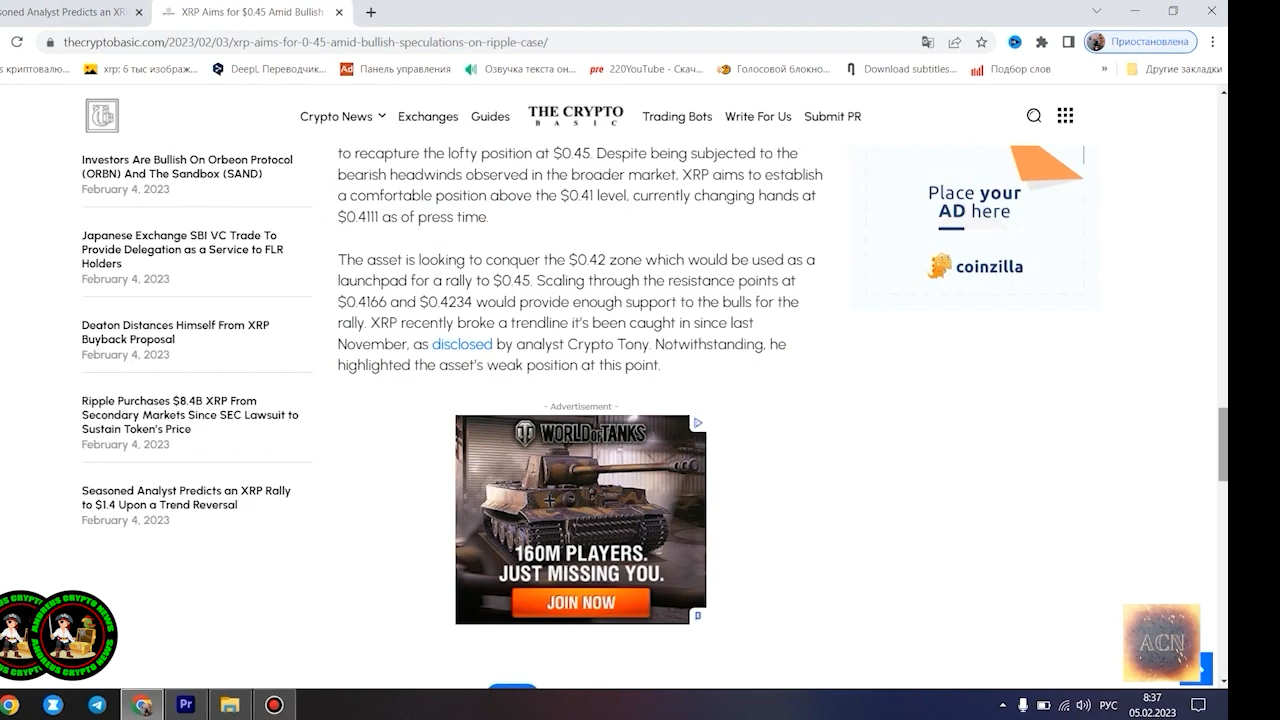 soned Analyst Predicts an XR
XRP Aims for $0.45 Amid Bullish
thecryptobasic.com/2023/02/03/xrp-aims-for-0-45-amid-bullish-speculations-on-ripple-case/
Приостановлена
s криптовалю...
xrp: 6 тыс изображ...
DeepL Переводчик...
Ad
Панель управления
Озвучка текста он...
pre
220YouTube - Скач...
Голосовой блокно...
Download subtitles...
Подбор слов
»
Другие закладки
Crypto News
Exchanges
Guides
THE CRYPTO
BASIC
Trading Bots
Write For Us
Submit PR
Investors Are Bullish On Orbeon Protocol
(ORBN) And The Sandbox (SAND)
February 4, 2023
Japanese Exchange SBI VC Trade To
Provide Delegation as a Service to FLR
Holders
February 4, 2023
Deaton Distances Himself From XRP
Buyback Proposal
February 4, 2023
Ripple Purchases $8.4B XRP From
Secondary Markets Since SEC Lawsuit to
Sustain Token's Price
February 4, 2023
Seasoned Analyst Predicts an XRP Rally
to $1.4 Upon a Trend Reversal
February 4, 2023
to recapture the lofty position at $0.45. Despite being subjected to the
bearish headwinds observed in the broader market, XRP aims to establish
a comfortable position above the $0.41 level, currently changing hands at
$0.4111 as of press time.
The asset is looking to conquer the $0.42 zone which would be used as a
launchpad for a rally to $0.45. Scaling through the resistance points at
$0.4166 and $0.4234 would provide enough support to the bulls for the
rally. XRP recently broke a trendline it's been caught in since last
November, as disclosed by analyst Crypto Tony. Notwithstanding, he
highlighted the asset's weak position at this point.
- Advertisement -
WORLD OF TANKS
160M PLAYERS.
JUST MISSING YOU.
JOIN NOW
Place your
AD here
coinzilla
ANDREUS CRYPTO NEWS
ANDREUS CRYPTO NEWS
ACN
Pr
РУС
8:37
05.02.2023